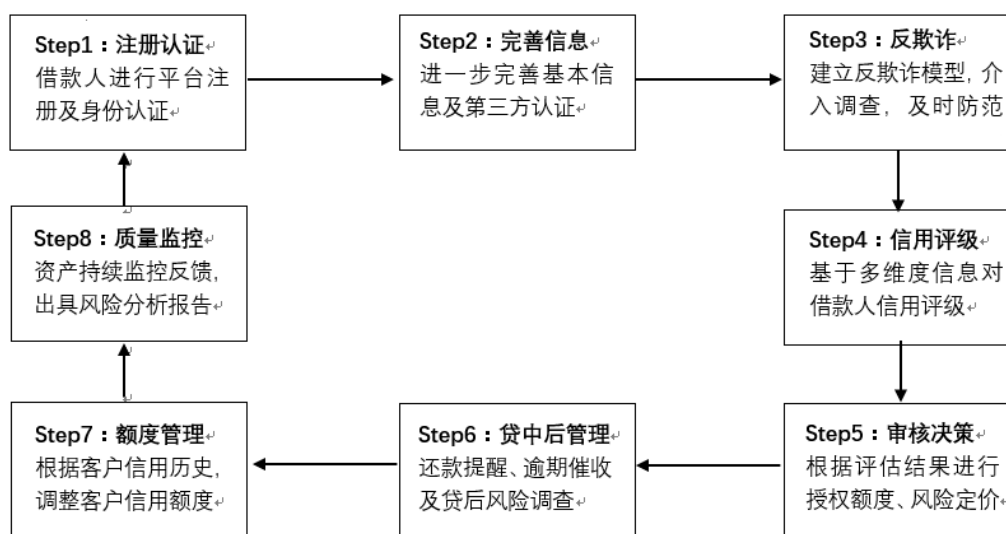 Step1：注册认证
借款人进行平台注
册及身份认证
Step2：完善信息
进一步完善基本信
息及第三方认证
Step3：反欺诈
建立反欺诈模型，介
入调查，及时防范
Step4：信用评级
基于多维度信息对
借款人信用评级
Step5：审核决策
根据评估结果进行
授权额度、风险定价
Step6：贷中后管理
还款提醒、逾期催收
及贷后风险调查
Step7：额度管理
根据客户信用历史，
调整客户信用额度
Step8：质量监控
资产持续监控反馈，
出具风险分析报告